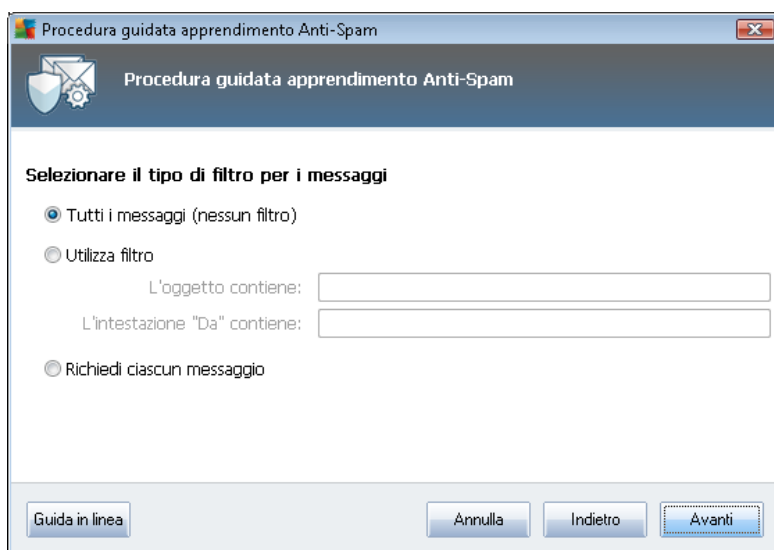 Procedura guidata apprendimento Anti-Spam
Procedura guidata apprendimento Anti-Spam
Selezionare il tipo di filtro per i messaggi
Tutti i messaggi (nessun filtro)
Utilizza filtro
L'oggetto contiene:
L'intestazione "Da" contiene:
Richiedi ciascun messaggio
Guida in linea Annulla Indietro Avanti